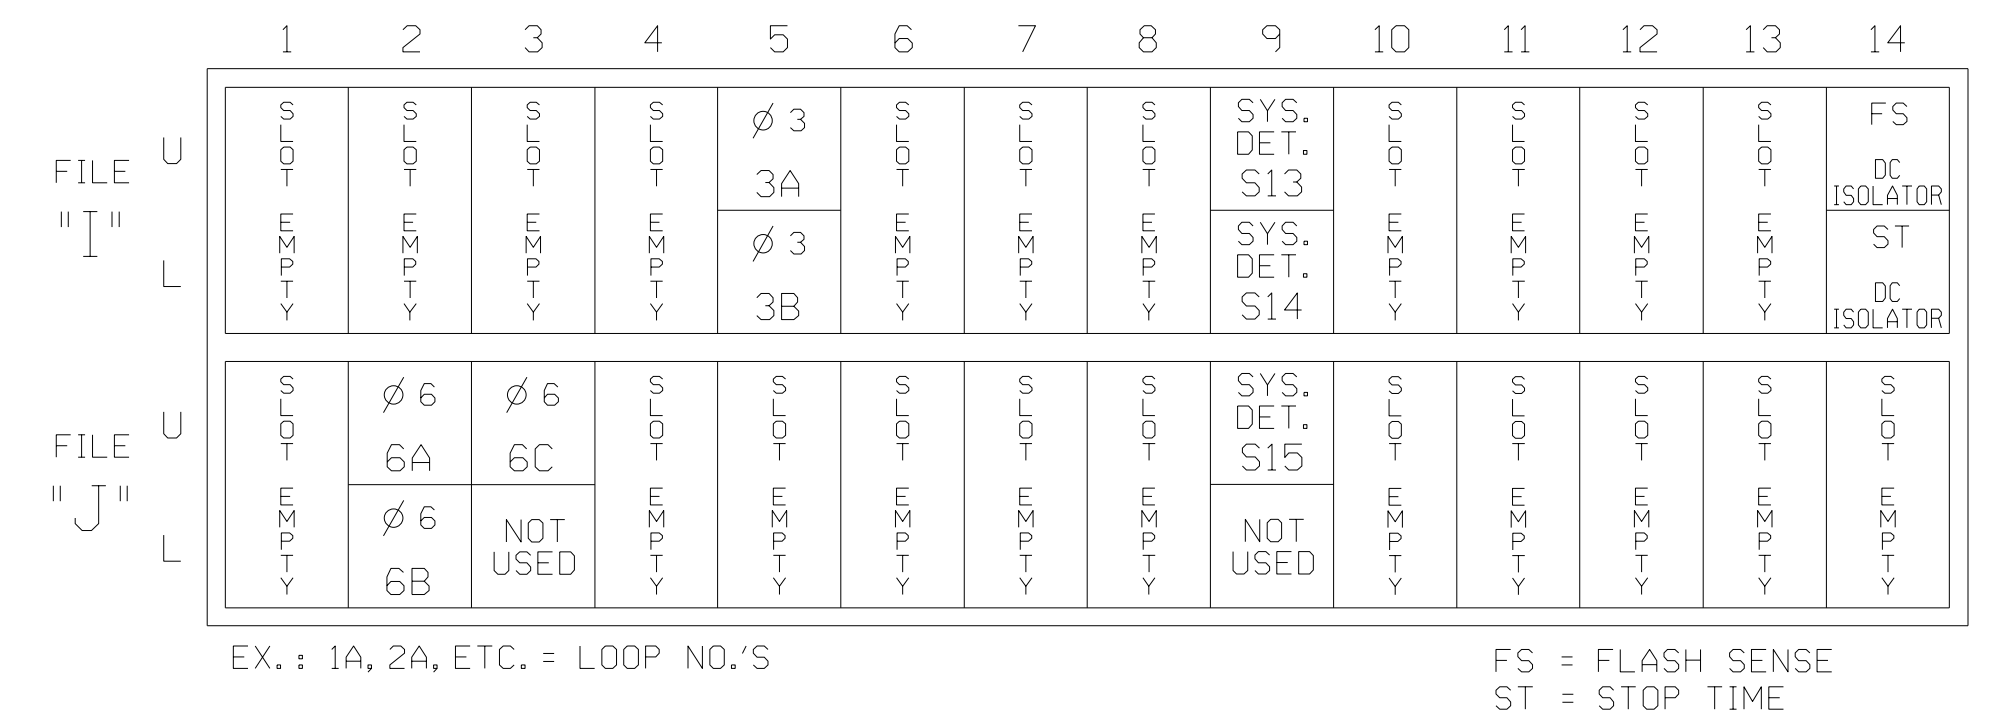 1 2 3 4 5 6 7 8 9 10 11 12 13 14
FILE "I"
U
L
SLOT EMPTY
SLOT EMPTY
SLOT EMPTY
SLOT EMPTY
Ø 3
3A
Ø 3
3B
SLOT EMPTY
SLOT EMPTY
SLOT EMPTY
SYS.
DET.
S13
SYS.
DET.
S14
SLOT EMPTY
SLOT EMPTY
SLOT EMPTY
SLOT EMPTY
FS
DC
ISOLATOR
ST
DC
ISOLATOR
FILE "J"
U
L
SLOT EMPTY
Ø 6
6A
Ø 6
6B
Ø 6
6C
NOT
USED
SLOT EMPTY
SLOT EMPTY
SLOT EMPTY
SLOT EMPTY
SLOT EMPTY
SYS.
DET.
S15
NOT
USED
SLOT EMPTY
SLOT EMPTY
SLOT EMPTY
SLOT EMPTY
SLOT EMPTY
EX.: 1A, 2A, ETC. = LOOP NO.'S
FS = FLASH SENSE
ST = STOP TIME